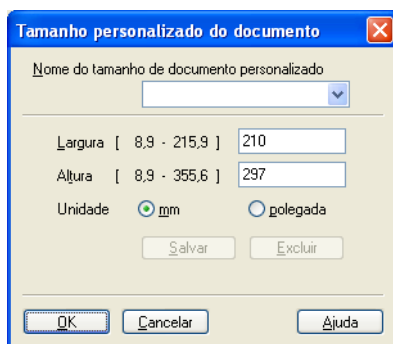 Tamanho personalizado do documento
Nome do tamanho de documento personalizado
Largura [ 8,9 - 215,9 ] 210
Altura [ 8,9 - 355,6 ] 297
Unidade mm polegada
Salvar Excluir
OK Cancelar Ajuda